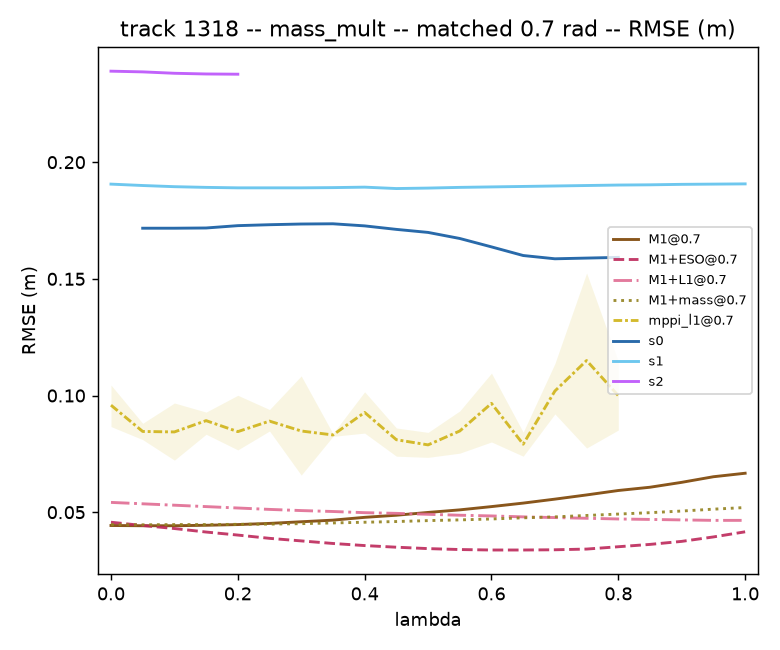 track 1318 -- mass_mult -- matched 0.7 rad -- RMSE (m)
RMSE (m)
0.20
0.15
0.10
0.05
M1@0.7
M1+ESO@0.7
M1+L1@0.7
M1+mass@0.7
mppi_l1@0.7
s0
s1
s2
0.0 0.2 0.4 0.6 0.8 1.0
lambda